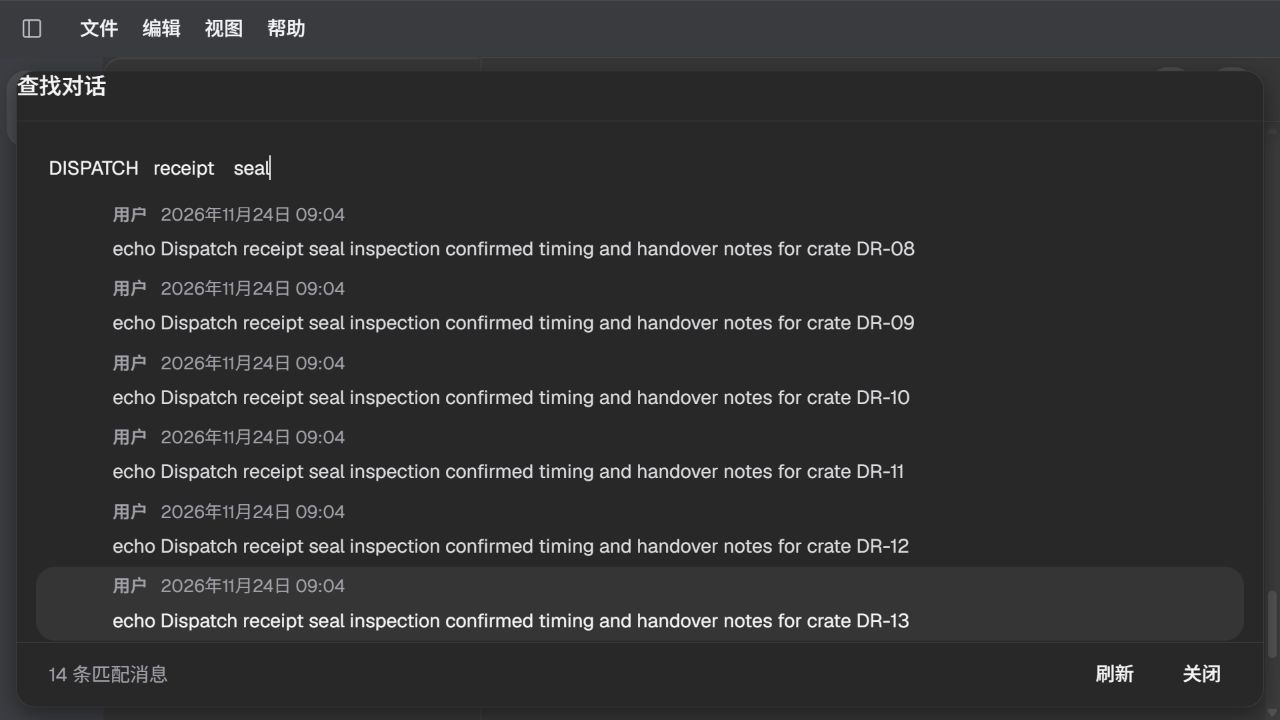 文件 编辑 视图 帮助
查找对话
DISPATCH receipt seal
用户 2026年11月24日 09:04
echo Dispatch receipt seal inspection confirmed timing and handover notes for crate DR-08
用户 2026年11月24日 09:04
echo Dispatch receipt seal inspection confirmed timing and handover notes for crate DR-09
用户 2026年11月24日 09:04
echo Dispatch receipt seal inspection confirmed timing and handover notes for crate DR-10
用户 2026年11月24日 09:04
echo Dispatch receipt seal inspection confirmed timing and handover notes for crate DR-11
用户 2026年11月24日 09:04
echo Dispatch receipt seal inspection confirmed timing and handover notes for crate DR-12
用户 2026年11月24日 09:04
echo Dispatch receipt seal inspection confirmed timing and handover notes for crate DR-13
14 条匹配消息 刷新 关闭